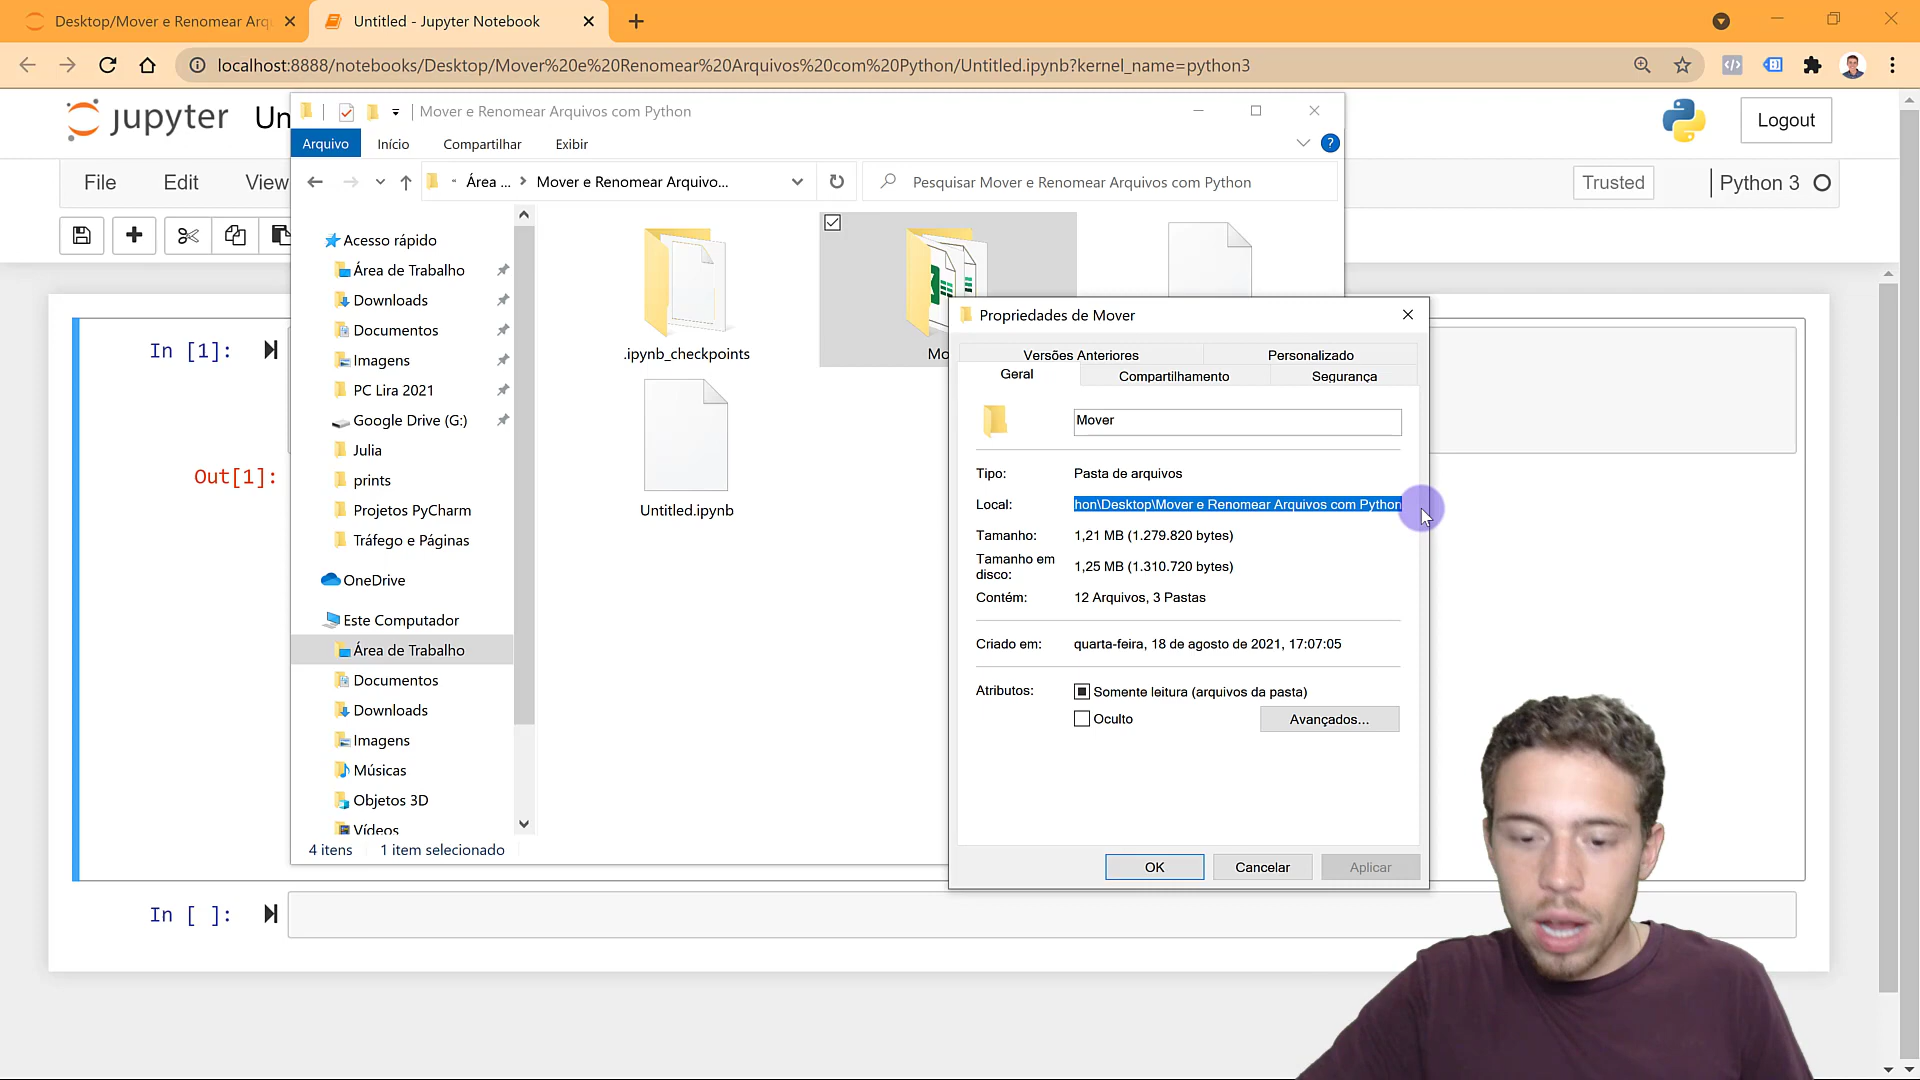 Desktop/Mover e Renomear Arq
Untitled - Jupyter Notebook
localhost:8888/notebooks/Desktop/Mover%20e%20Renomear%20Arquivos%20com%20Python/Untitled.ipynb?kernel_name=python3
jupyter Un
Logout
File Edit View
Trusted
Python 3
Mover e Renomear Arquivos com Python
Arquivo Início Compartilhar Exibir
Área ... Mover e Renomear Arquivo...
Pesquisar Mover e Renomear Arquivos com Python
Acesso rápido
Área de Trabalho
Downloads
Documentos
Imagens
PC Lira 2021
Google Drive (G:)
Julia
prints
Projetos PyCharm
Tráfego e Páginas
OneDrive
Este Computador
Área de Trabalho
Documentos
Downloads
Imagens
Músicas
Objetos 3D
Vídeos
4 itens 1 item selecionado
.ipynb_checkpoints
Mo
Untitled.ipynb
Propriedades de Mover
Versões Anteriores Personalizado
Geral Compartilhamento Segurança
Mover
Tipo: Pasta de arquivos
Local: hon\Desktop\Mover e Renomear Arquivos com Python
Tamanho: 1,21 MB (1.279.820 bytes)
Tamanho em
disco: 1,25 MB (1.310.720 bytes)
Contém: 12 Arquivos, 3 Pastas
Criado em: quarta-feira, 18 de agosto de 2021, 17:07:05
Atributos: Somente leitura (arquivos da pasta)
Oculto Avançados...
OK Cancelar Aplicar
In [1]:
Out[1]:
In [ ]: